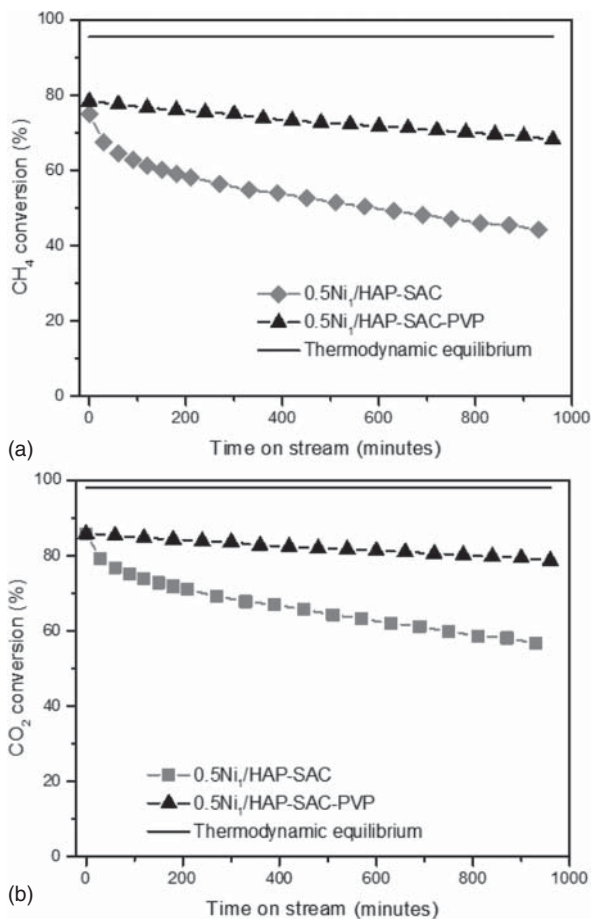 100
80
60
40
20
0
CH₄ conversion (%)
0.5Ni₁/HAP-SAC
0.5Ni₁/HAP-SAC-PVP
Thermodynamic equilibrium
0 200 400 600 800 1000
(a) Time on stream (minutes)
100
80
60
40
20
0
CO₂ conversion (%)
0.5Ni₁/HAP-SAC
0.5Ni₁/HAP-SAC-PVP
Thermodynamic equilibrium
0 200 400 600 800 1000
(b) Time on stream (minutes)